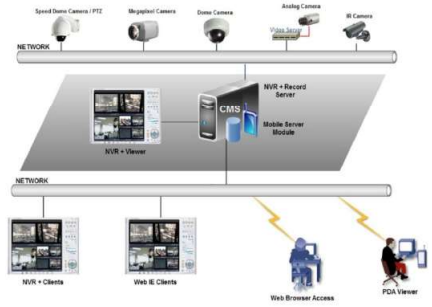 Speed Dome Camera / PTZ
Megapixel Camera
Dome Camera
Analog Camera
Video Server
IR Camera
NETWORK
NVR + Record
Server
CMS
Mobile Server
Module
NVR + Viewer
NETWORK
NVR + Clients
Web IE Clients
Web Browser Access
PDA Viewer